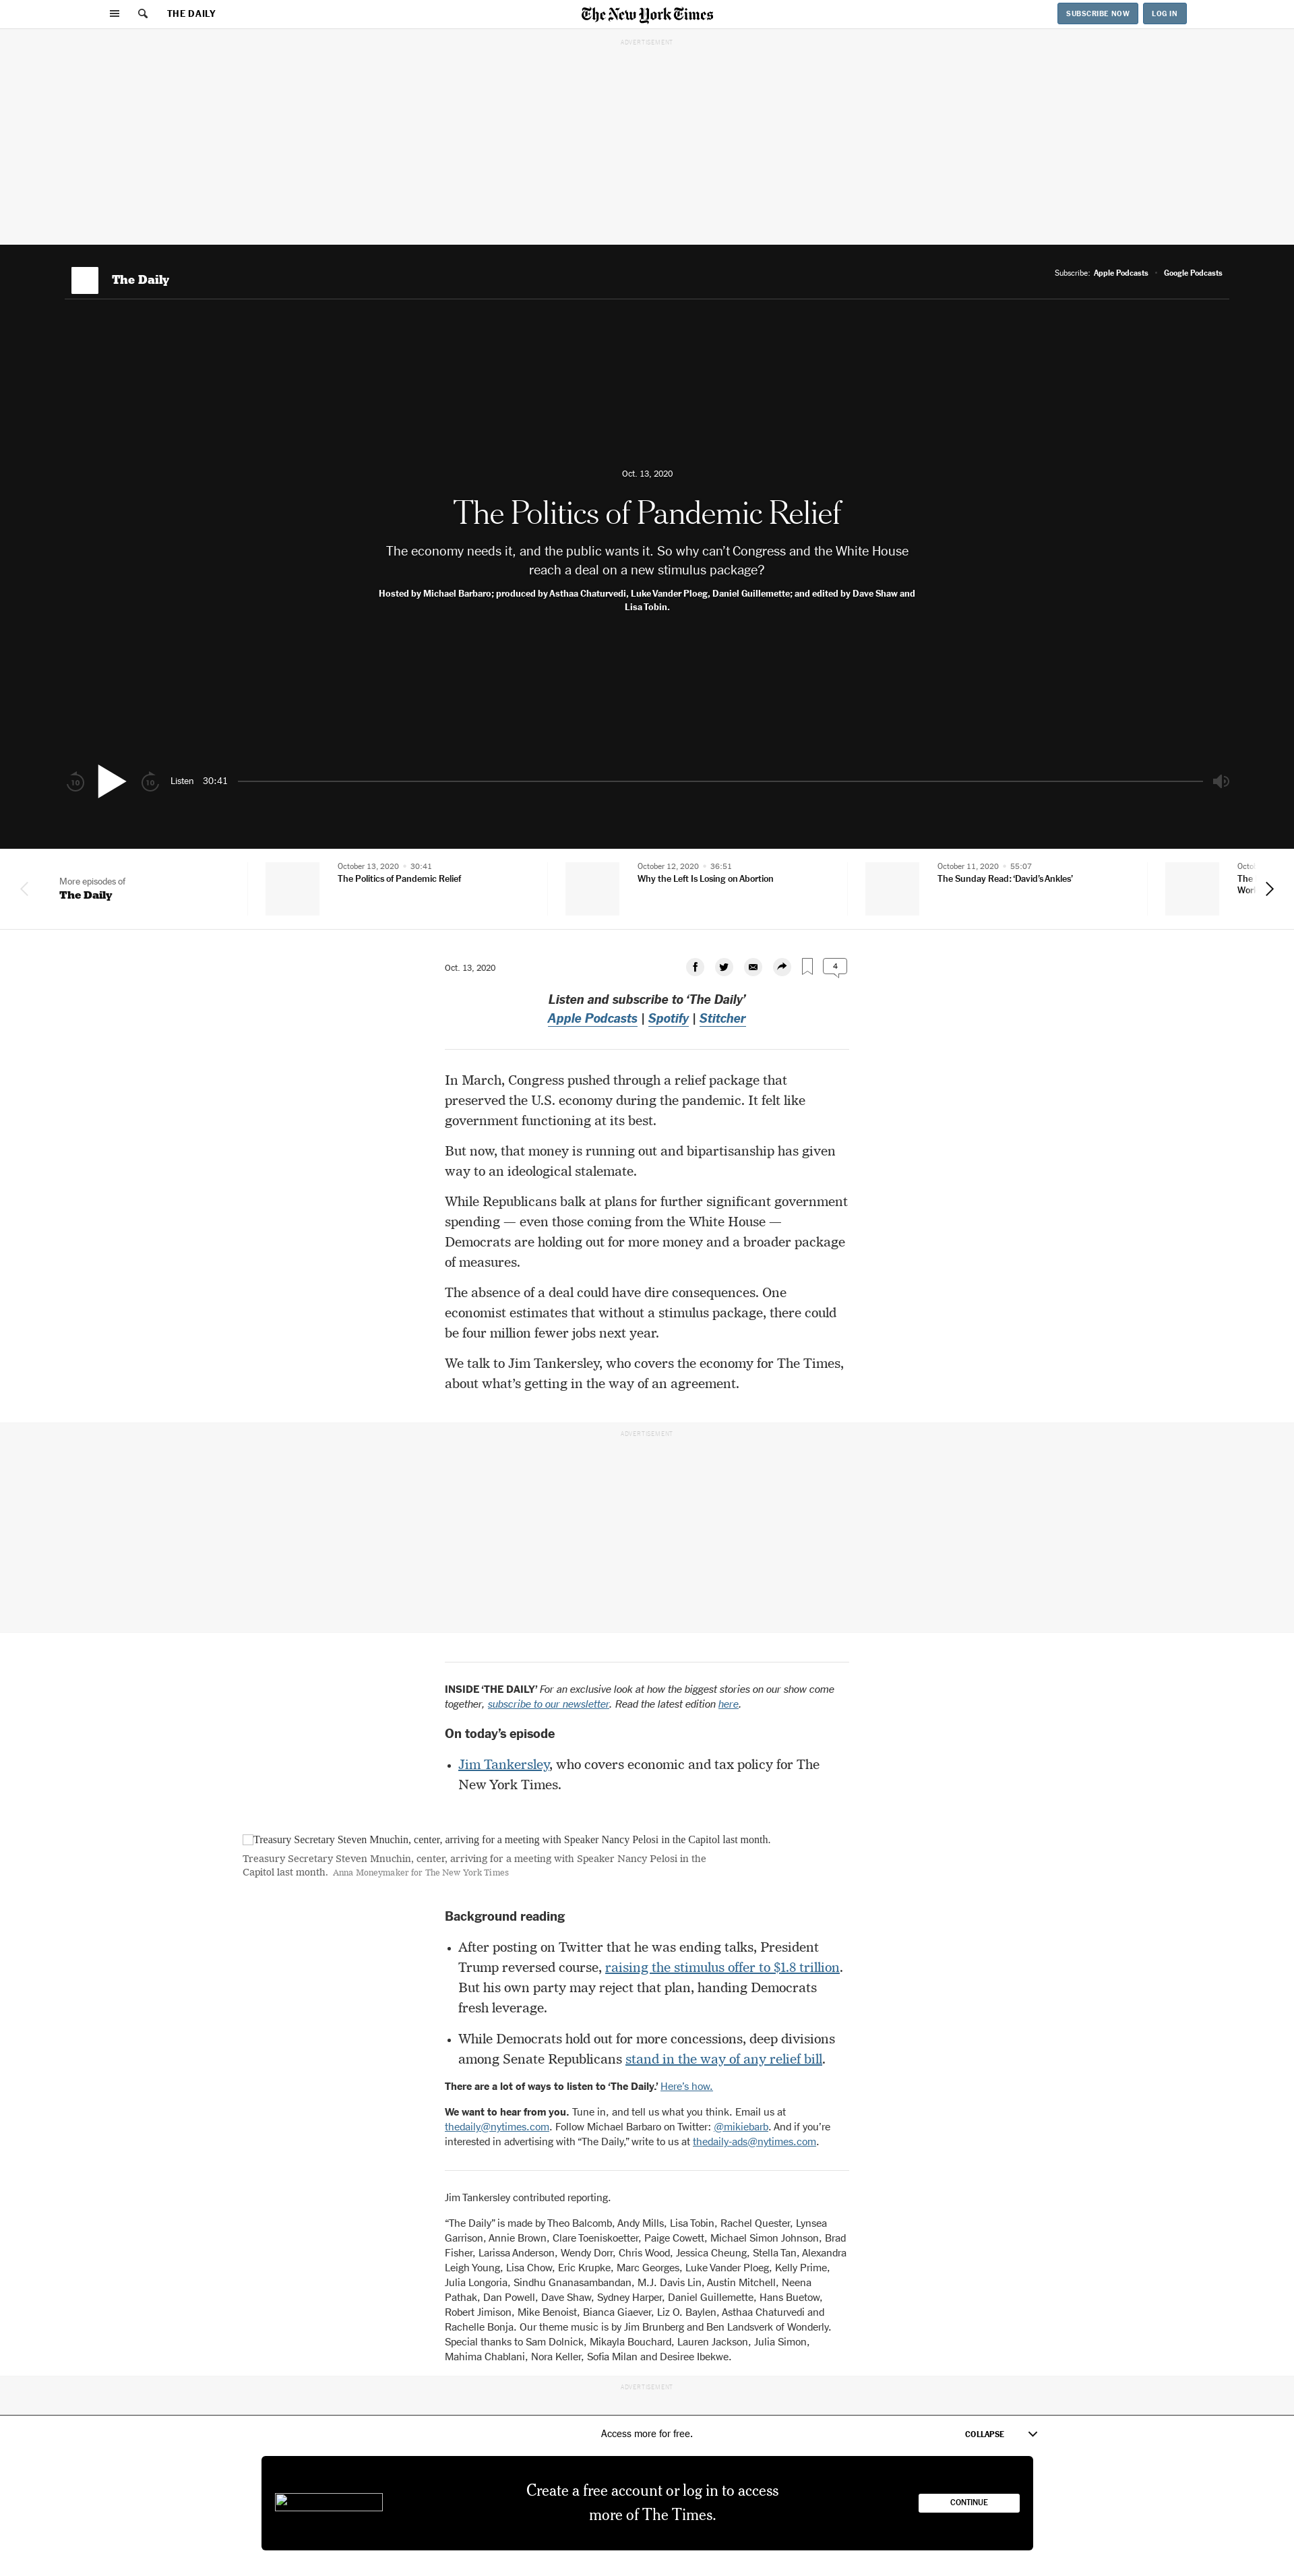 THE DAILY
The New York Times
SUBSCRIBE NOW
LOG IN
ADVERTISEMENT
The Daily
Subscribe: Apple Podcasts • Google Podcasts
Oct. 13, 2020
The Politics of Pandemic Relief
The economy needs it, and the public wants it. So why can’t Congress and the White House
reach a deal on a new stimulus package?
Hosted by Michael Barbaro; produced by Asthaa Chaturvedi, Luke Vander Ploeg, Daniel Guillemette; and edited by Dave Shaw and
Lisa Tobin.
10
10
Listen 30:41
More episodes of
The Daily
October 13, 2020 • 30:41
The Politics of Pandemic Relief
October 12, 2020 • 36:51
Why the Left Is Losing on Abortion
October 11, 2020 • 55:07
The Sunday Read: ‘David’s Ankles’
Octo
The
Worl
Oct. 13, 2020
4
Listen and subscribe to ‘The Daily’
Apple Podcasts | Spotify | Stitcher
In March, Congress pushed through a relief package that
preserved the U.S. economy during the pandemic. It felt like
government functioning at its best.
But now, that money is running out and bipartisanship has given
way to an ideological stalemate.
While Republicans balk at plans for further significant government
spending — even those coming from the White House —
Democrats are holding out for more money and a broader package
of measures.
The absence of a deal could have dire consequences. One
economist estimates that without a stimulus package, there could
be four million fewer jobs next year.
We talk to Jim Tankersley, who covers the economy for The Times,
about what’s getting in the way of an agreement.
ADVERTISEMENT
INSIDE ‘THE DAILY’ For an exclusive look at how the biggest stories on our show come
together, subscribe to our newsletter. Read the latest edition here.
On today’s episode
• Jim Tankersley, who covers economic and tax policy for The
New York Times.
Treasury Secretary Steven Mnuchin, center, arriving for a meeting with Speaker Nancy Pelosi in the Capitol last month.
Treasury Secretary Steven Mnuchin, center, arriving for a meeting with Speaker Nancy Pelosi in the
Capitol last month. Anna Moneymaker for The New York Times
Background reading
• After posting on Twitter that he was ending talks, President
Trump reversed course, raising the stimulus offer to $1.8 trillion.
But his own party may reject that plan, handing Democrats
fresh leverage.
• While Democrats hold out for more concessions, deep divisions
among Senate Republicans stand in the way of any relief bill.
There are a lot of ways to listen to ‘The Daily.’ Here’s how.
We want to hear from you. Tune in, and tell us what you think. Email us at
thedaily@nytimes.com. Follow Michael Barbaro on Twitter: @mikiebarb. And if you’re
interested in advertising with “The Daily,” write to us at thedaily-ads@nytimes.com.
Jim Tankersley contributed reporting.
“The Daily” is made by Theo Balcomb, Andy Mills, Lisa Tobin, Rachel Quester, Lynsea
Garrison, Annie Brown, Clare Toeniskoetter, Paige Cowett, Michael Simon Johnson, Brad
Fisher, Larissa Anderson, Wendy Dorr, Chris Wood, Jessica Cheung, Stella Tan, Alexandra
Leigh Young, Lisa Chow, Eric Krupke, Marc Georges, Luke Vander Ploeg, Kelly Prime,
Julia Longoria, Sindhu Gnanasambandan, M.J. Davis Lin, Austin Mitchell, Neena
Pathak, Dan Powell, Dave Shaw, Sydney Harper, Daniel Guillemette, Hans Buetow,
Robert Jimison, Mike Benoist, Bianca Giaever, Liz O. Baylen, Asthaa Chaturvedi and
Rachelle Bonja. Our theme music is by Jim Brunberg and Ben Landsverk of Wonderly.
Special thanks to Sam Dolnick, Mikayla Bouchard, Lauren Jackson, Julia Simon,
Mahima Chablani, Nora Keller, Sofia Milan and Desiree Ibekwe.
ADVERTISEMENT
Access more for free.
COLLAPSE
Create a free account or log in to access
more of The Times.
CONTINUE